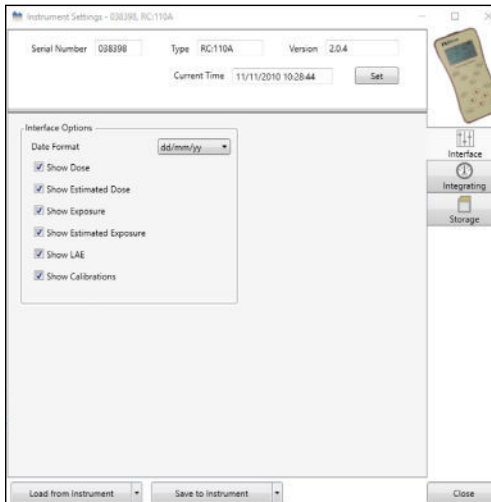 Instrument Settings - 038398, RC:110A
Serial Number 038398 Type RC:110A Version 2.0.4
Current Time 11/11/2010 10:28:44 Set
Interface
Integrating
Storage
Interface Options
Date Format dd/mm/yy
Show Dose
Show Estimated Dose
Show Exposure
Show Estimated Exposure
Show LAE
Show Calibrations
Load from Instrument Save to Instrument Close